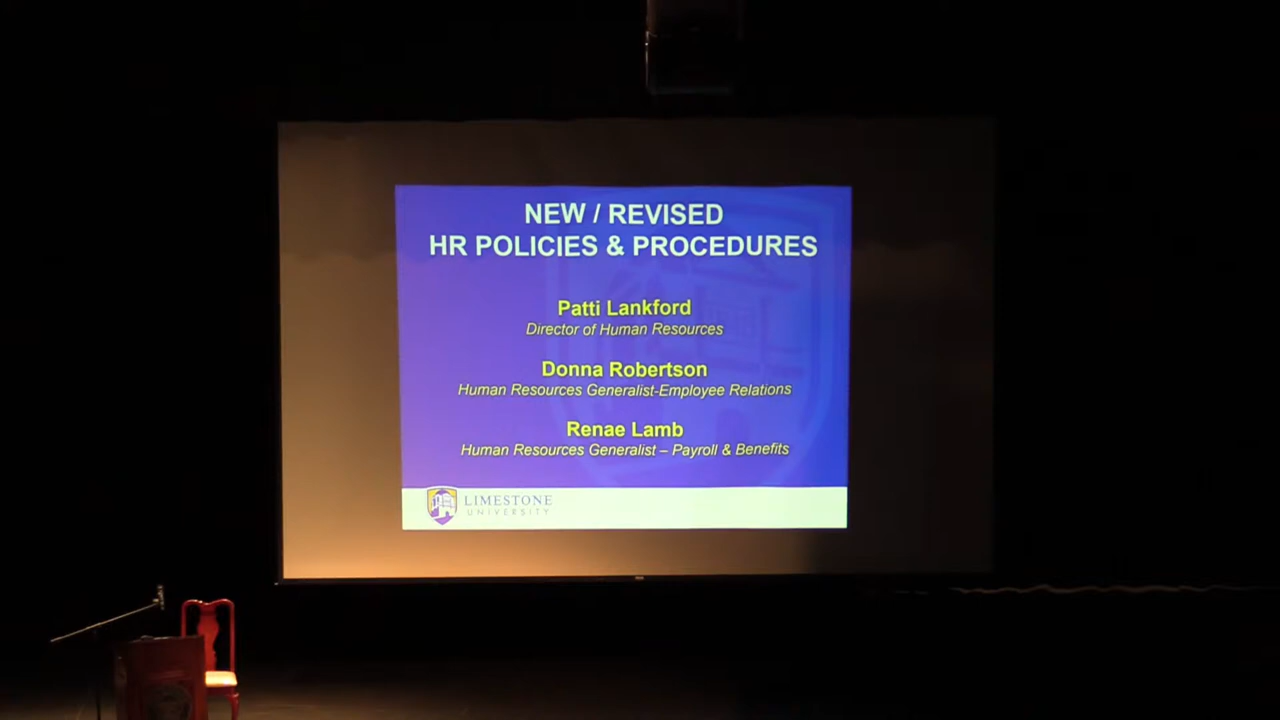 NEW / REVISED
HR POLICIES & PROCEDURES
Patti Lankford
Director of Human Resources
Donna Robertson
Human Resources Generalist-Employee Relations
Renae Lamb
Human Resources Generalist – Payroll & Benefits
LIMESTONE
UNIVERSITY